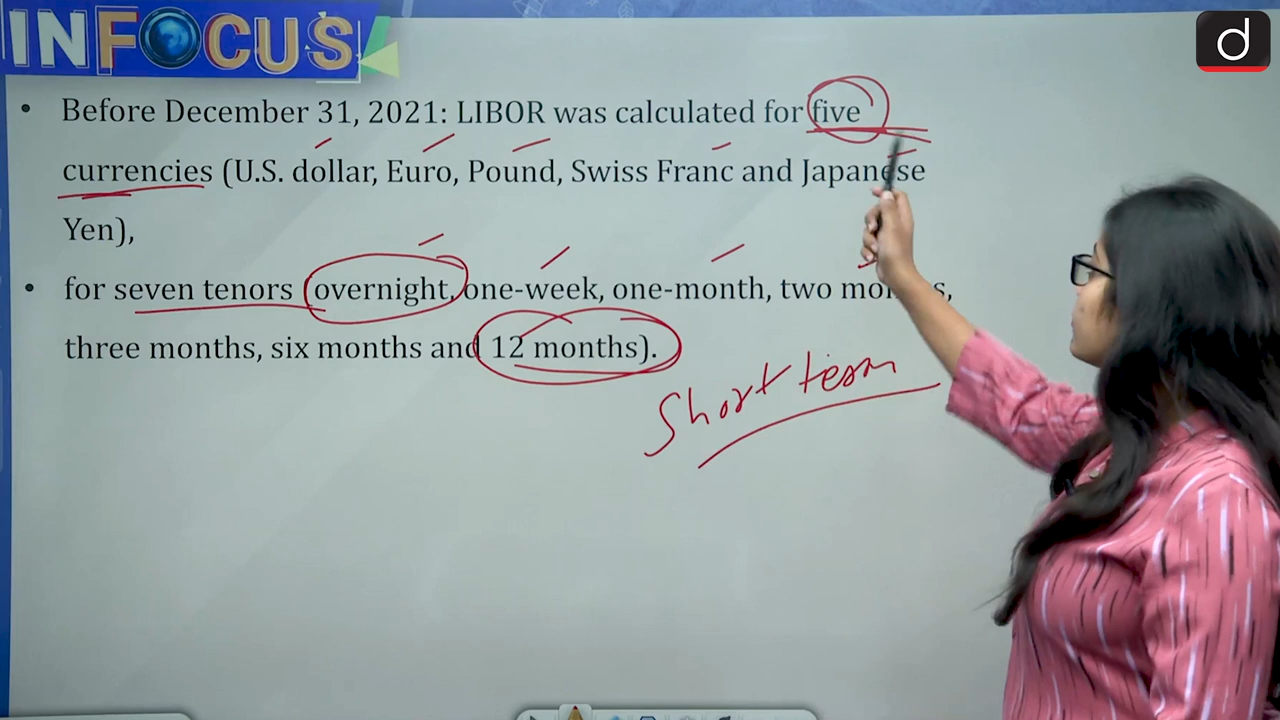 INFOCUS
d
• Before December 31, 2021: LIBOR was calculated for five
currencies (U.S. dollar, Euro, Pound, Swiss Franc and Japanese
Yen),
• for seven tenors (overnight, one-week, one-month, two months,
three months, six months and 12 months).
Short term